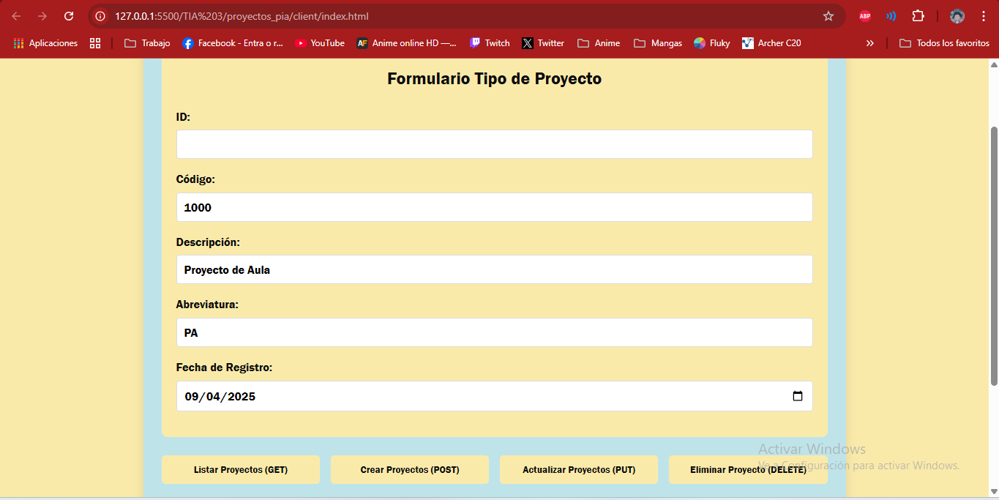 127.0.0.1:5500/TIA%203/proyectos_pia/client/index.html
ABP
Aplicaciones Trabajo Facebook - Entra o r... YouTube AF Anime online HD —... Twitch Twitter Anime Mangas Fluky Archer C20 » Todos los favoritos
Formulario Tipo de Proyecto
ID:
Código:
1000
Descripción:
Proyecto de Aula
Abreviatura:
PA
Fecha de Registro:
09/04/2025
Activar Windows
Ve a Configuración para activar Windows.
Listar Proyectos (GET) Crear Proyectos (POST) Actualizar Proyectos (PUT) Eliminar Proyecto (DELETE)